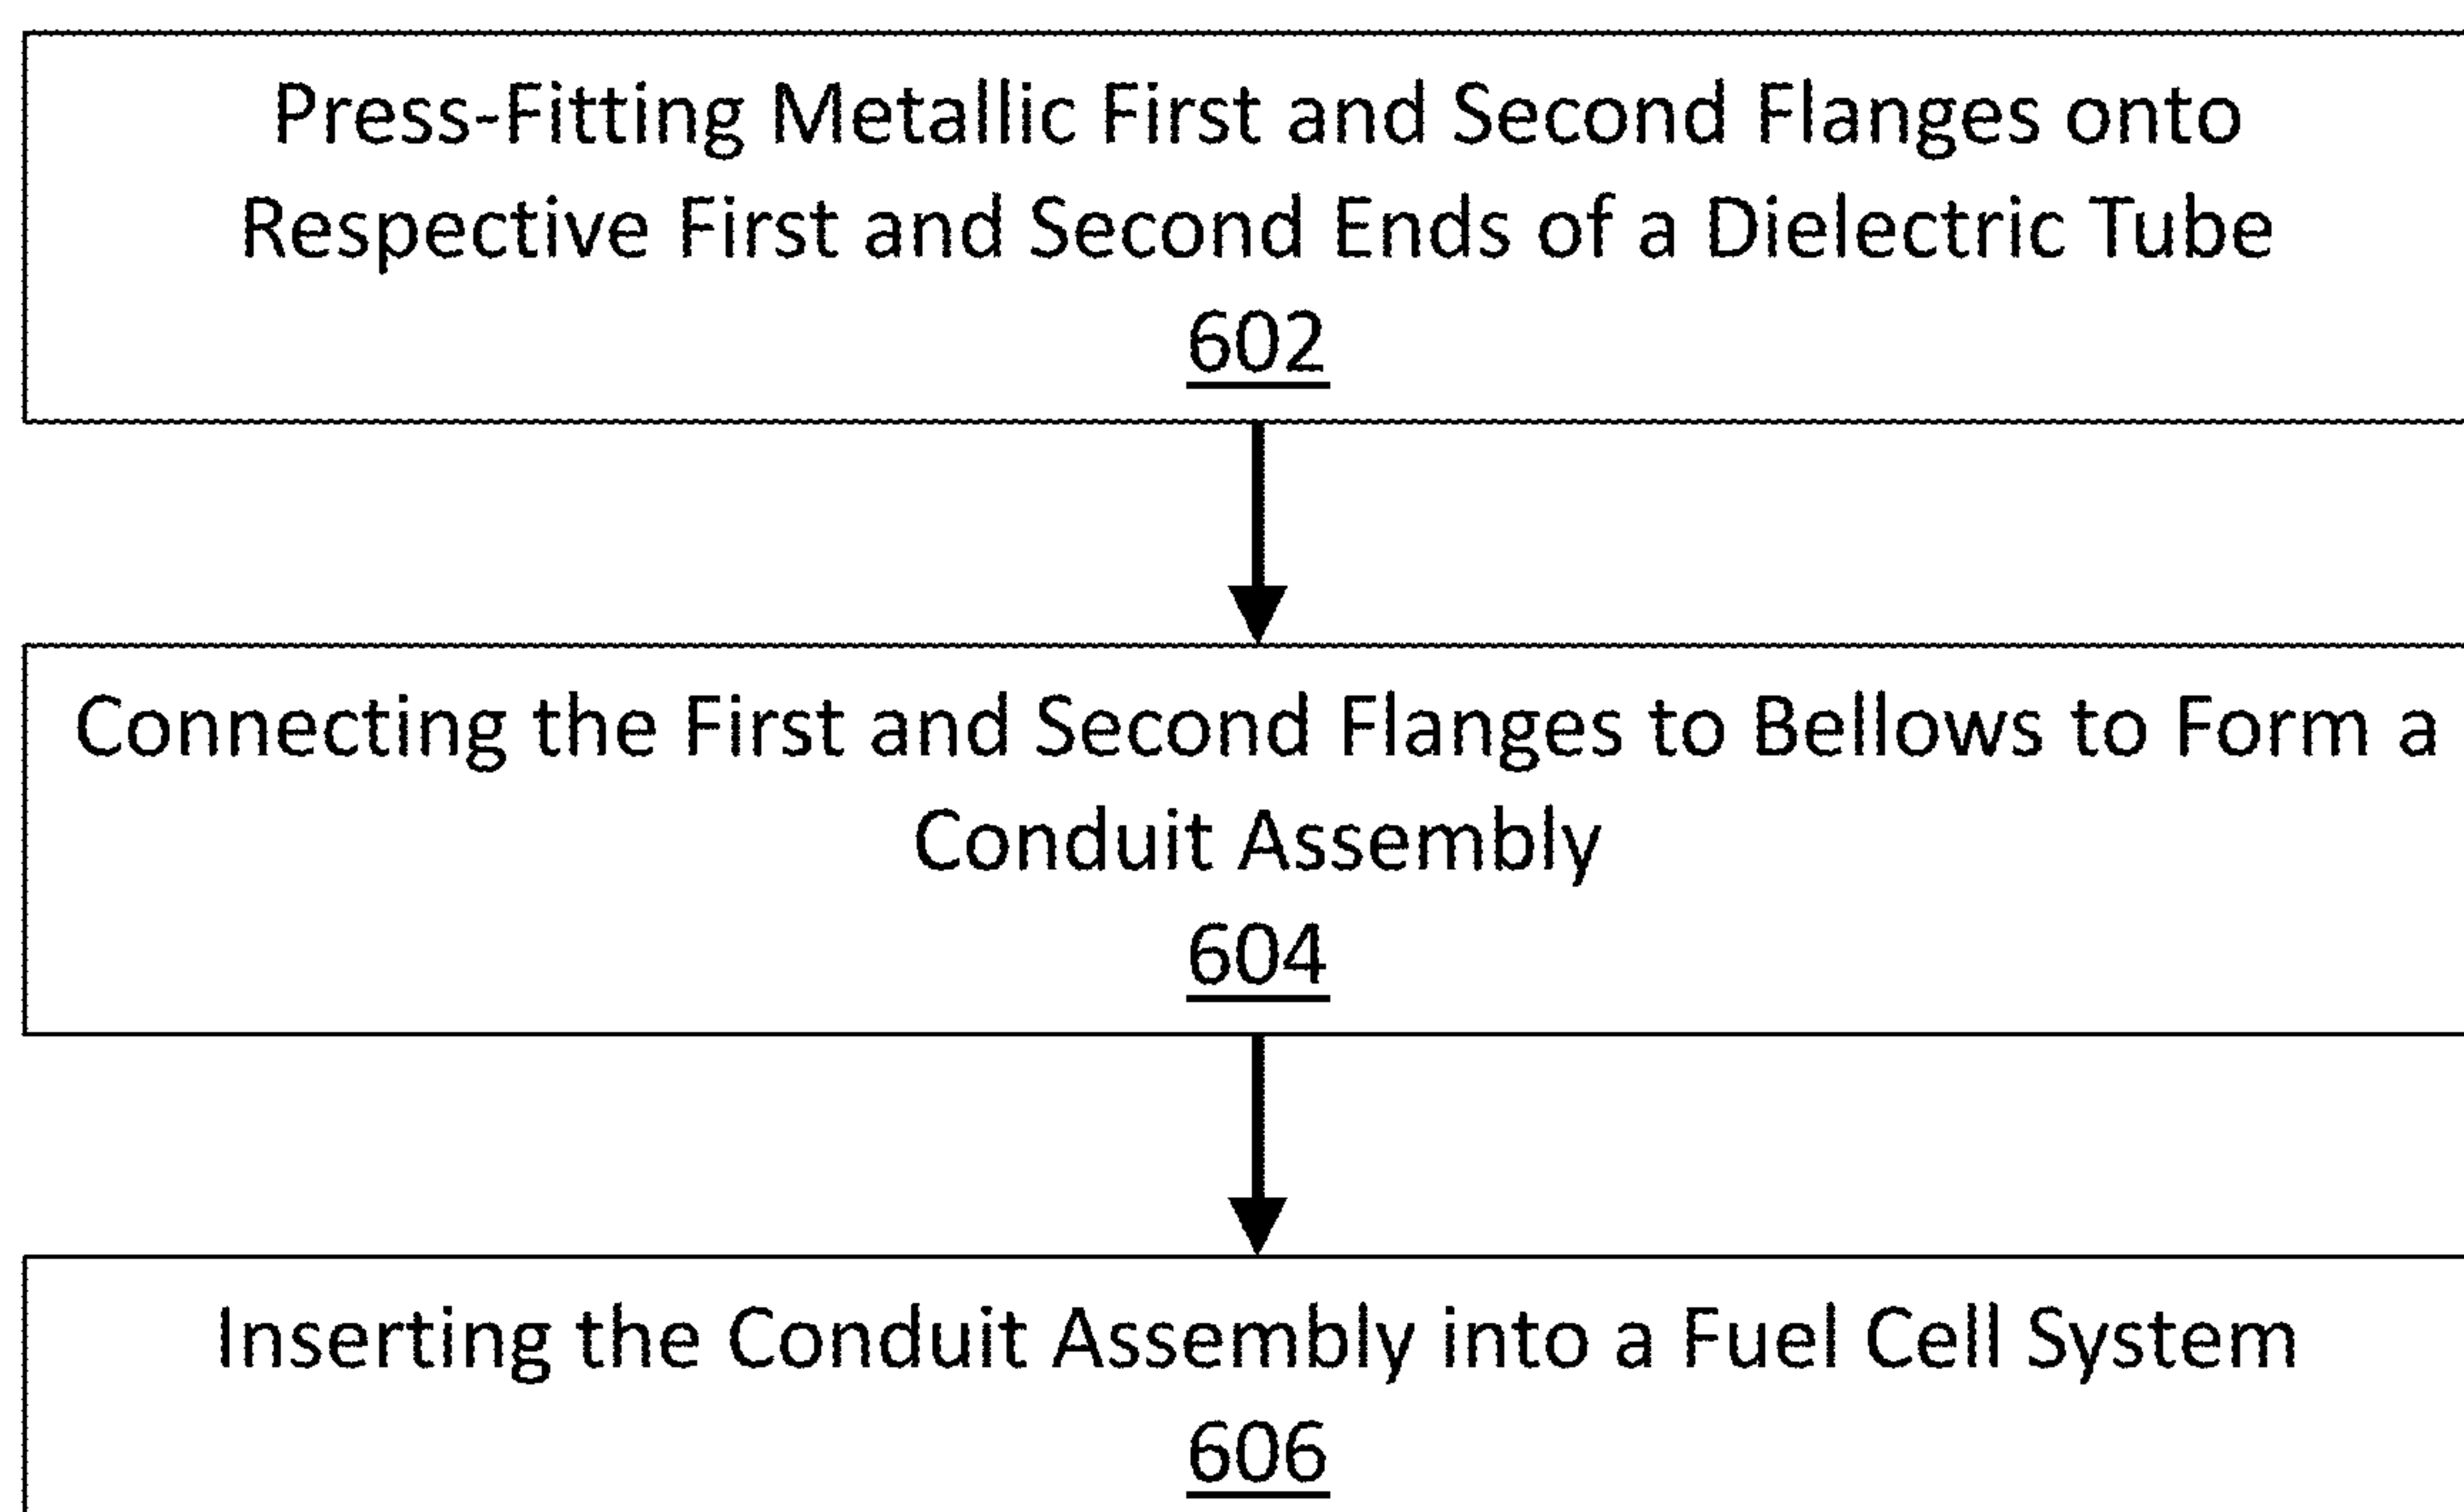 Press-Fitting Metallic First and Second Flanges onto
Respective First and Second Ends of a Dielectric Tube
602
Connecting the First and Second Flanges to Bellows to Form a
Conduit Assembly
604
Inserting the Conduit Assembly into a Fuel Cell System
606